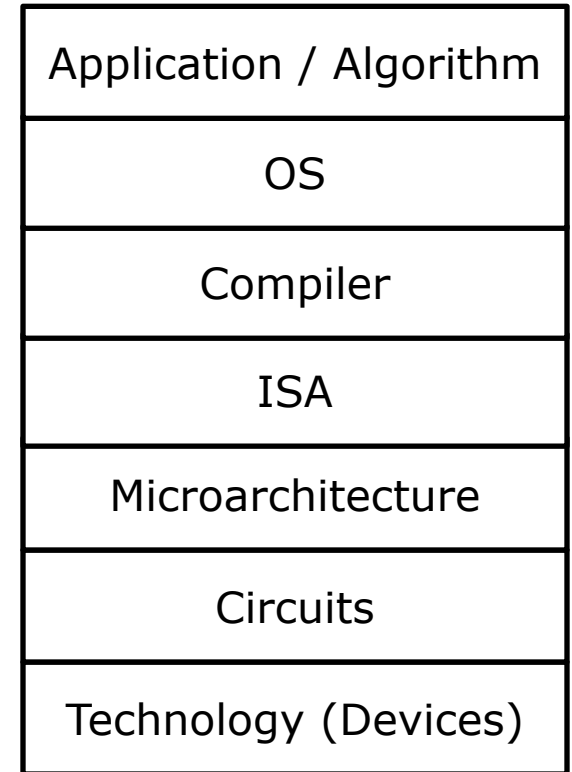 Application / Algorithm
OS
Compiler
ISA
Microarchitecture
Circuits
Technology (Devices)